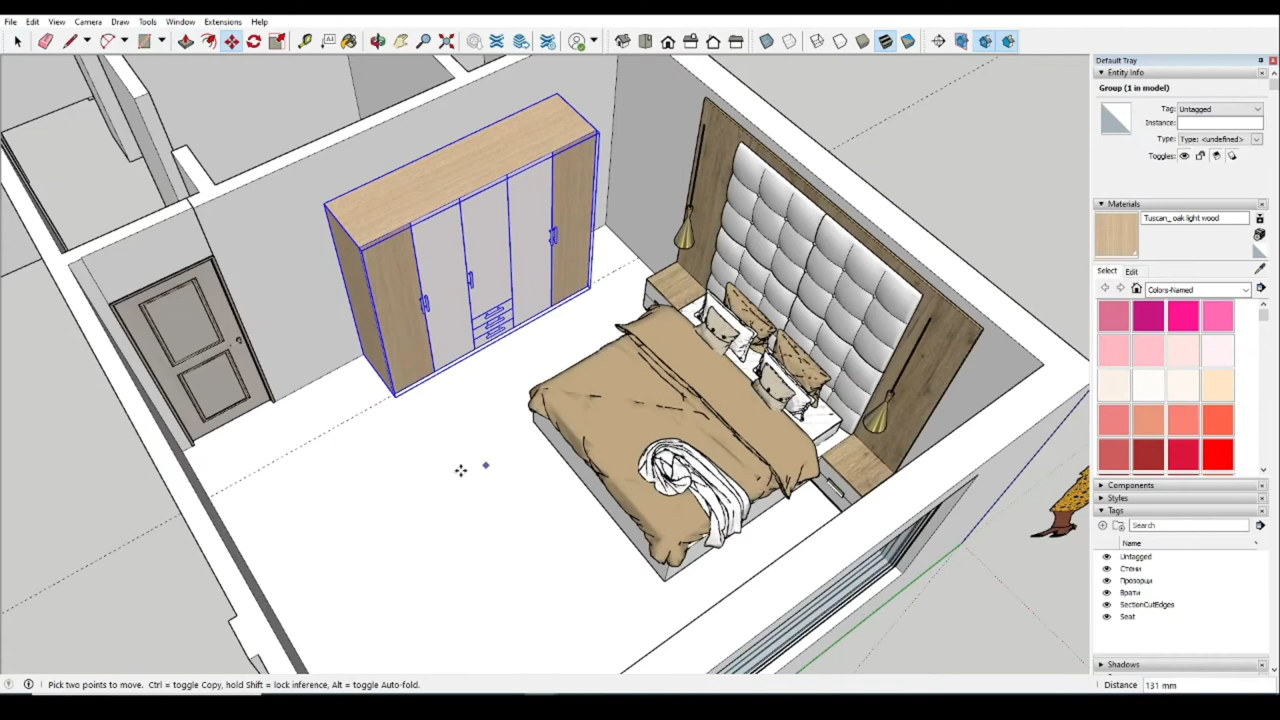 File Edit View Camera Draw Tools Window Extensions Help
Default Tray
Entity Info
Group (1 in model)
Tag: Untagged
Instance:
Type: Type: <undefined>
Toggles:
Materials
Tuscan_ oak light wood
Select Edit
Colors-Named
Components
Styles
Tags
Search
Name
Untagged
Стени
Прозорци
Врати
SectionCutEdges
Seat
Shadows
Pick two points to move. Ctrl = toggle Copy, hold Shift = lock inference, Alt = toggle Auto-fold.
Distance 131 mm